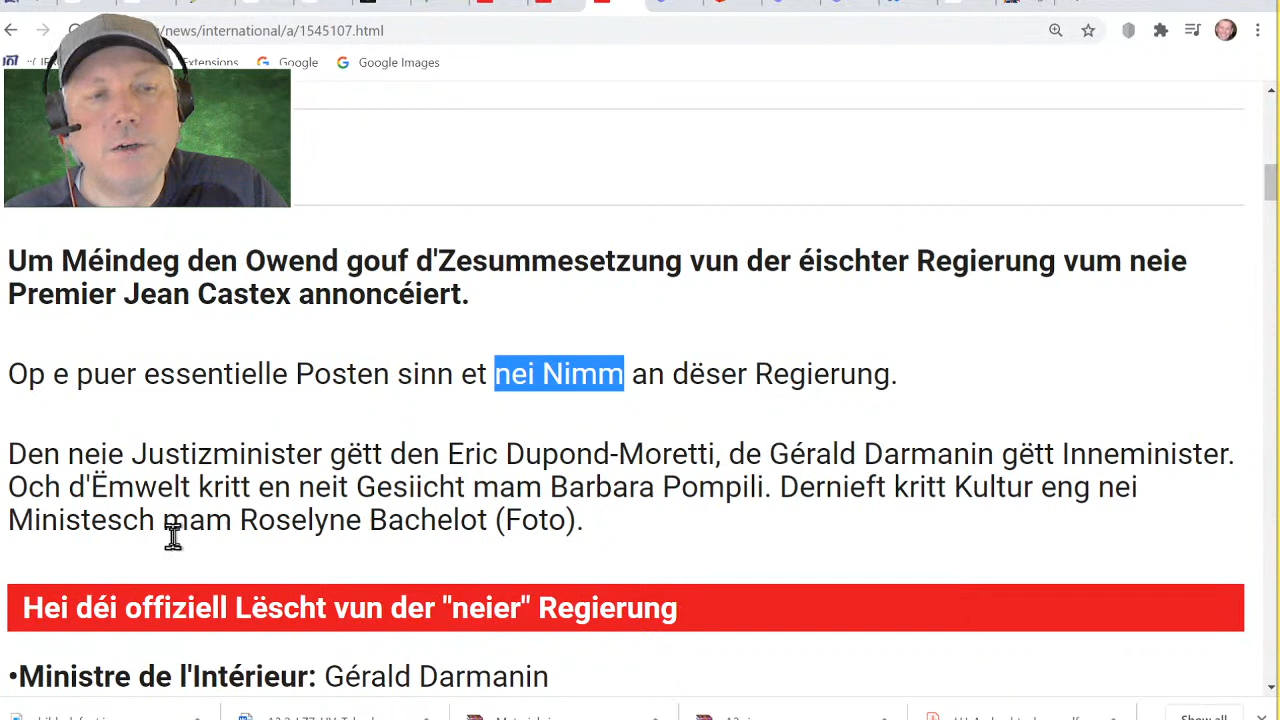 /news/international/a/1545107.html
Extensions
Google
Google Images
Um Méindeg den Owend gouf d'Zesummesetzung vun der éischter Regierung vum neie
Premier Jean Castex annoncéiert.
Op e puer essentielle Posten sinn et nei Nimm an dëser Regierung.
Den neie Justizminister gëtt den Eric Dupond-Moretti, de Gérald Darmanin gëtt Inneminister.
Och d'Ëmwelt kritt en neit Gesiicht mam Barbara Pompili. Dernieft kritt Kultur eng nei
Ministesch mam Roselyne Bachelot (Foto).
Hei déi offiziell Lëscht vun der "neier" Regierung
•Ministre de l'Intérieur: Gérald Darmanin
Show all